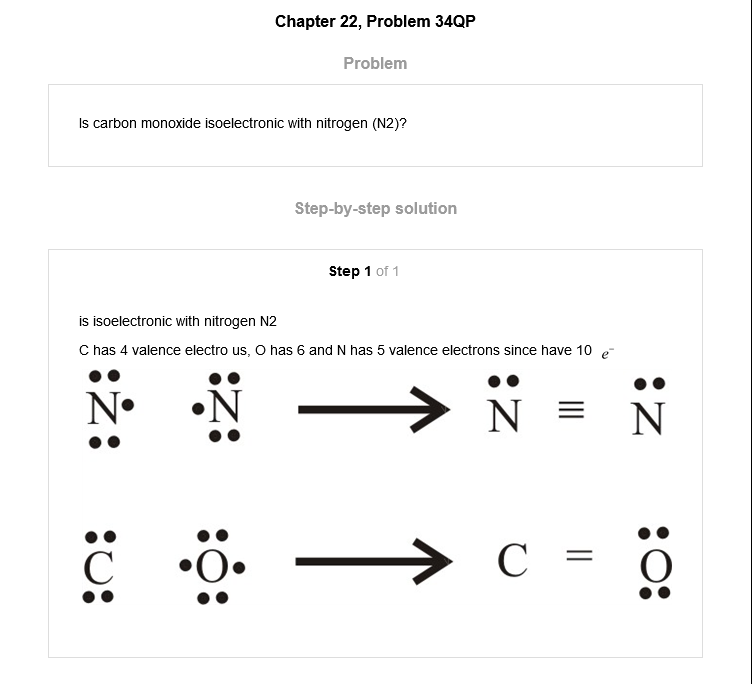 Chapter 22, Problem 34QP
Problem
Is carbon monoxide isoelectronic with nitrogen (N2)?
Step-by-step solution
Step 1 of 1
is isoelectronic with nitrogen N2
C has 4 valence electro us, O has 6 and N has 5 valence electrons since have 10 e⁻
N N N ≡ N
C O C = O